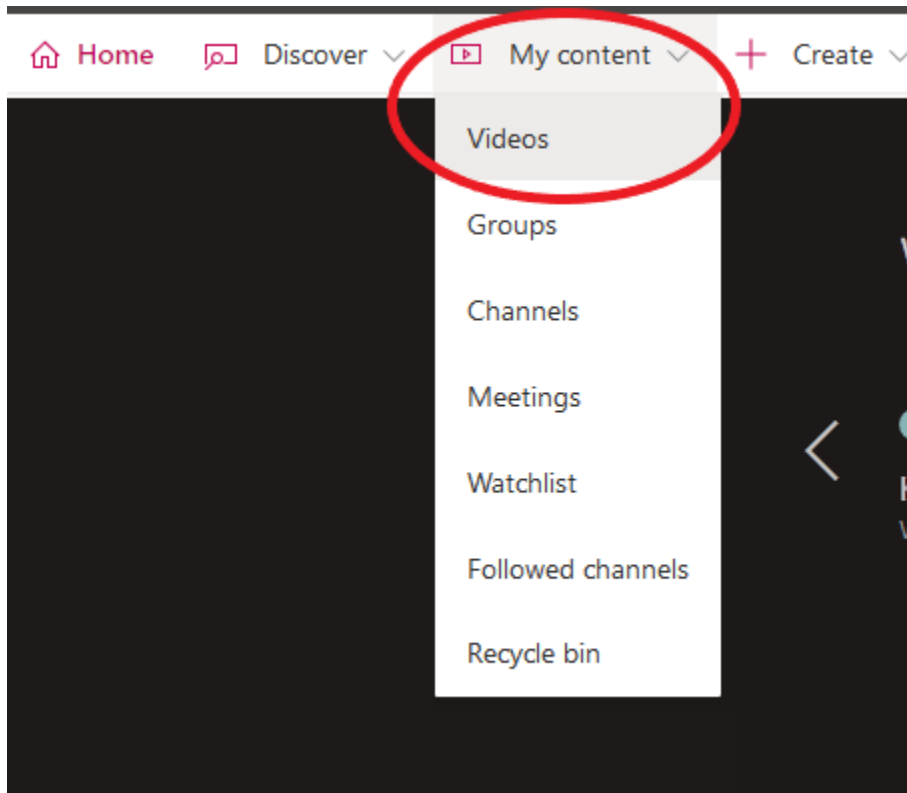 Home Discover My content Create
Videos
Groups
Channels
Meetings
Watchlist
Followed channels
Recycle bin